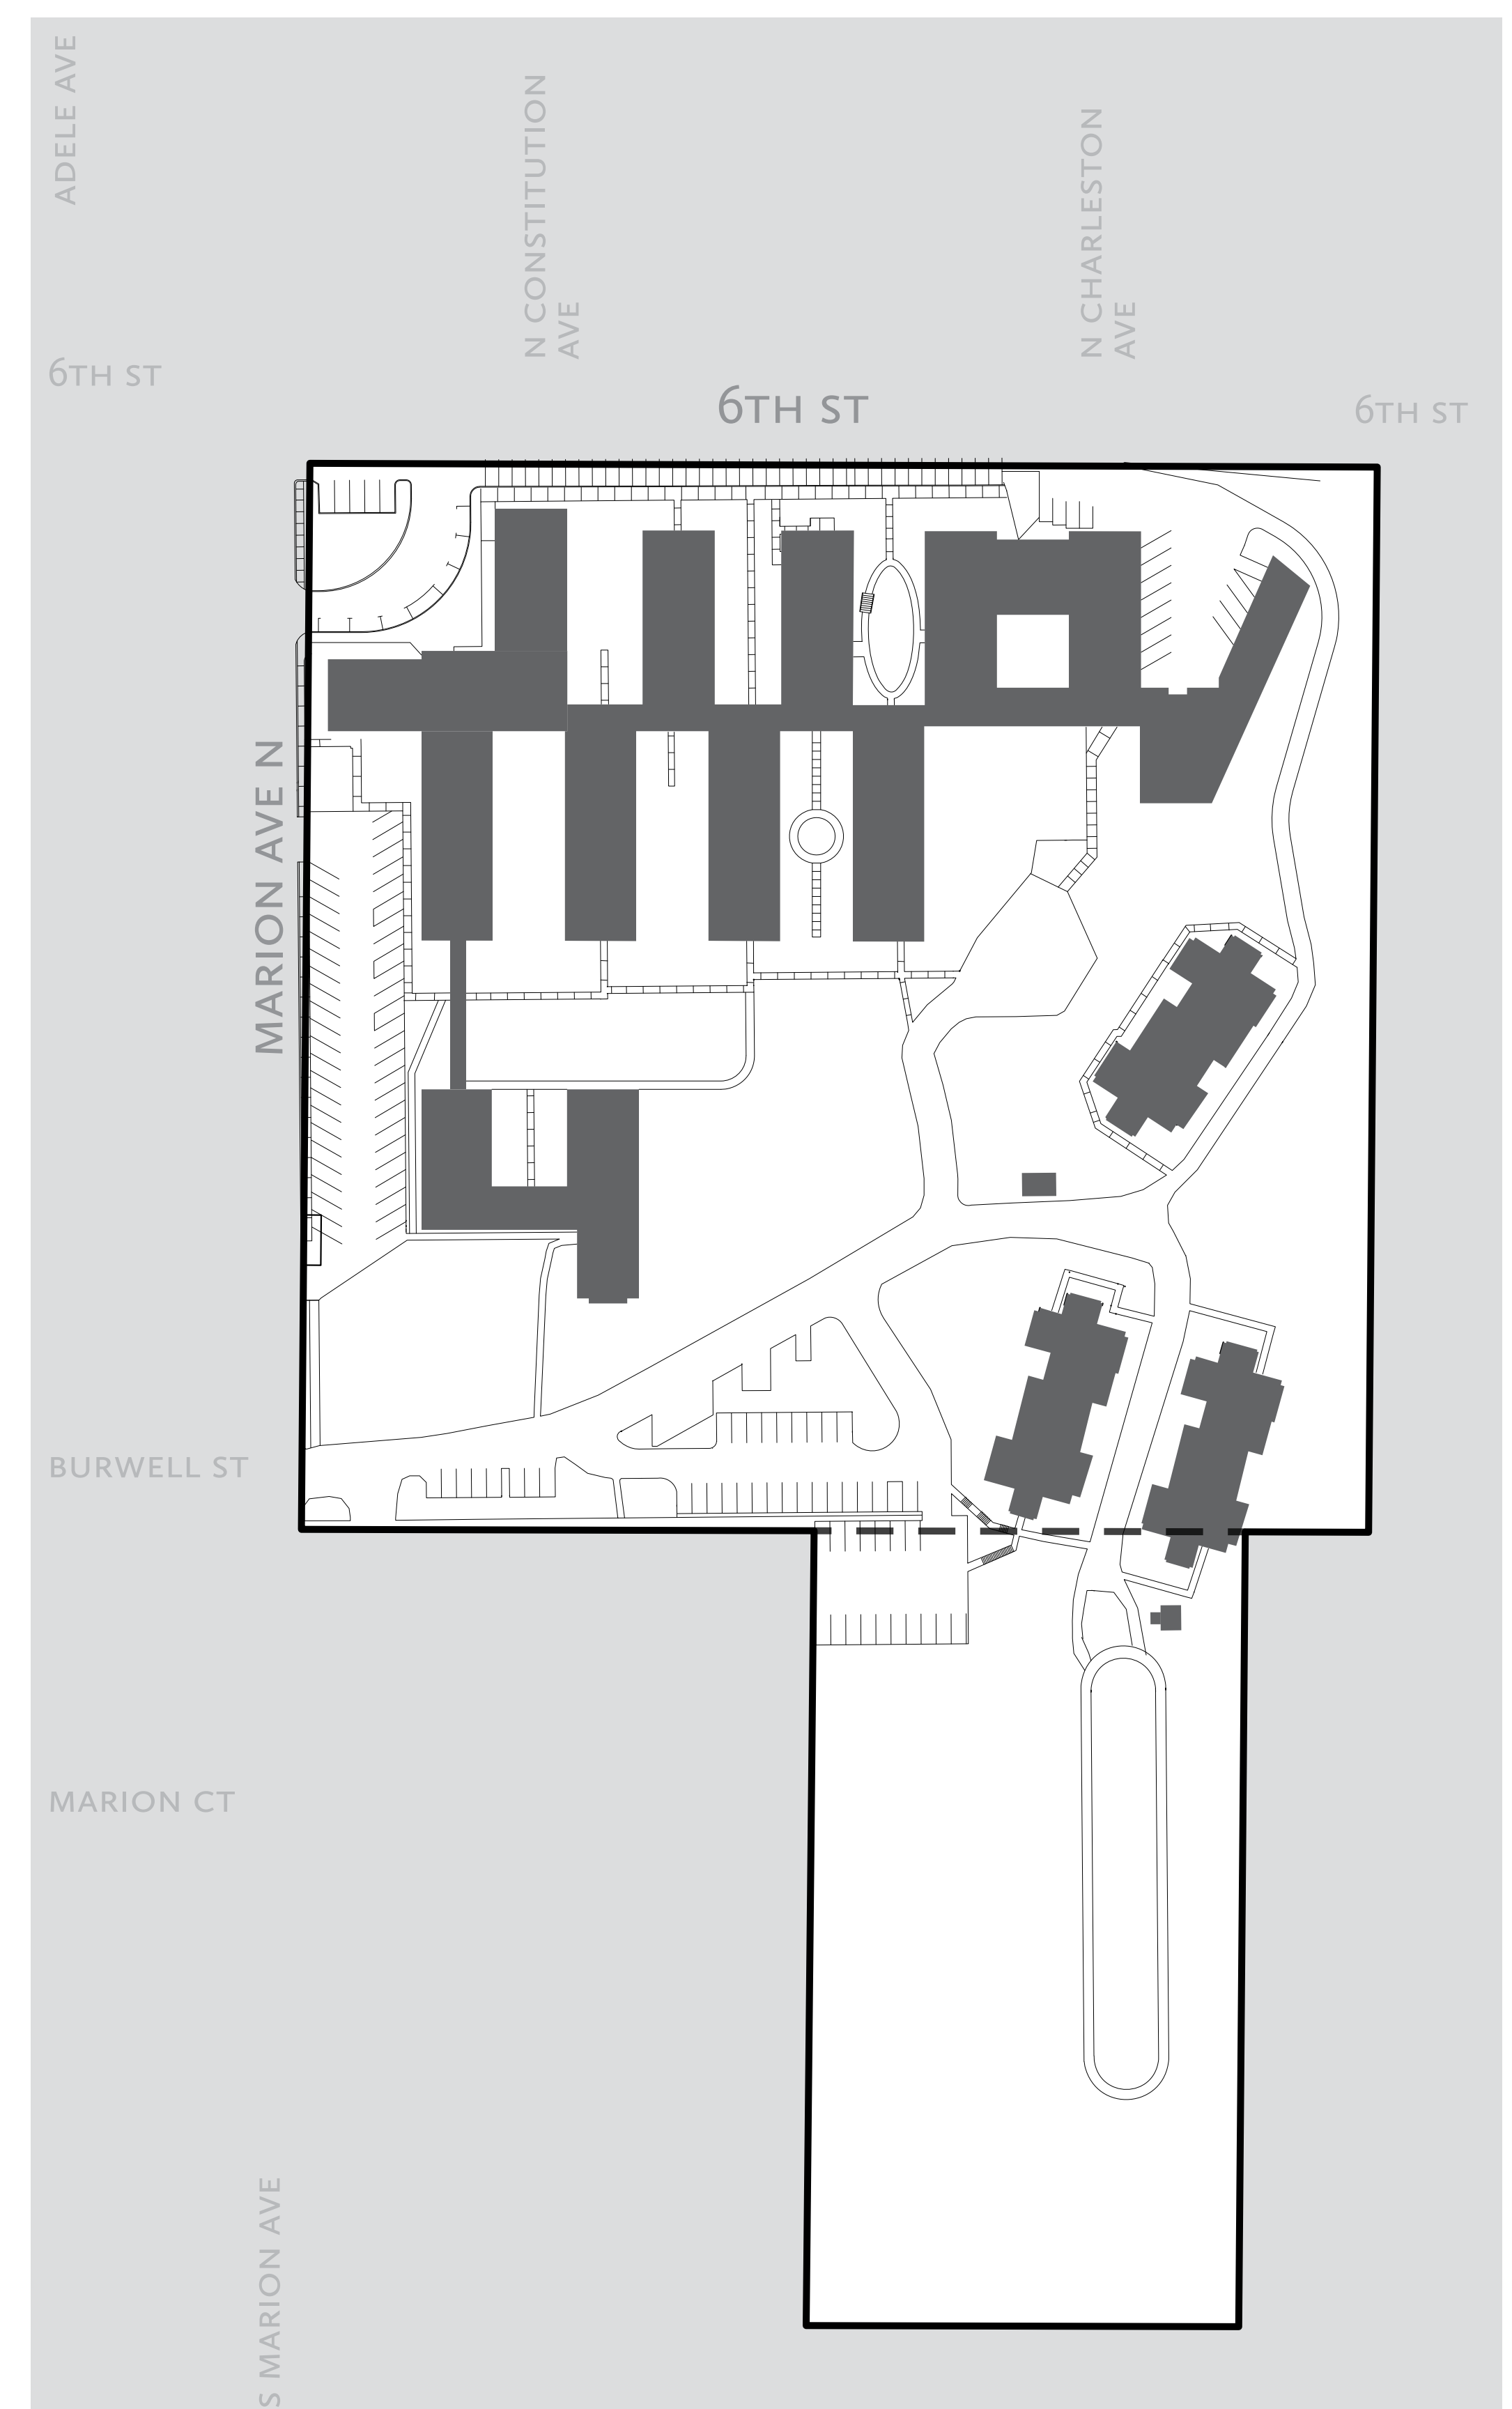 ADELE AVE
N CONSTITUTION
AVE
N CHARLESTON
AVE
6TH ST
6TH ST
6TH ST
MARION AVE N
BURWELL ST
MARION CT
S MARION AVE